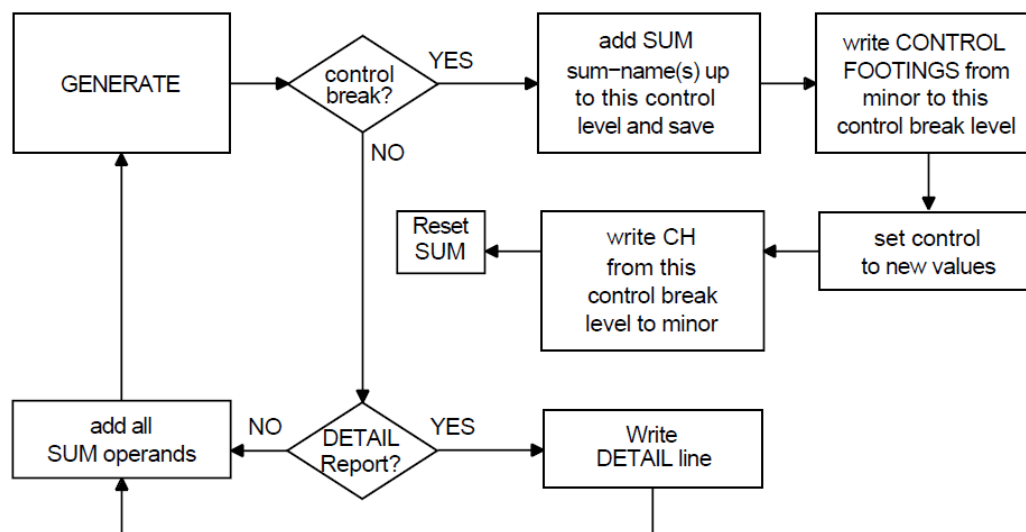 GENERATE
control
break?
YES
NO
add SUM
sum−name(s) up
to this control
level and save
write CONTROL
FOOTINGS from
minor to this
control break level
set control
to new values
write CH
from this
control break
level to minor
Reset
SUM
add all
SUM operands
NO
DETAIL
Report?
YES
Write
DETAIL line